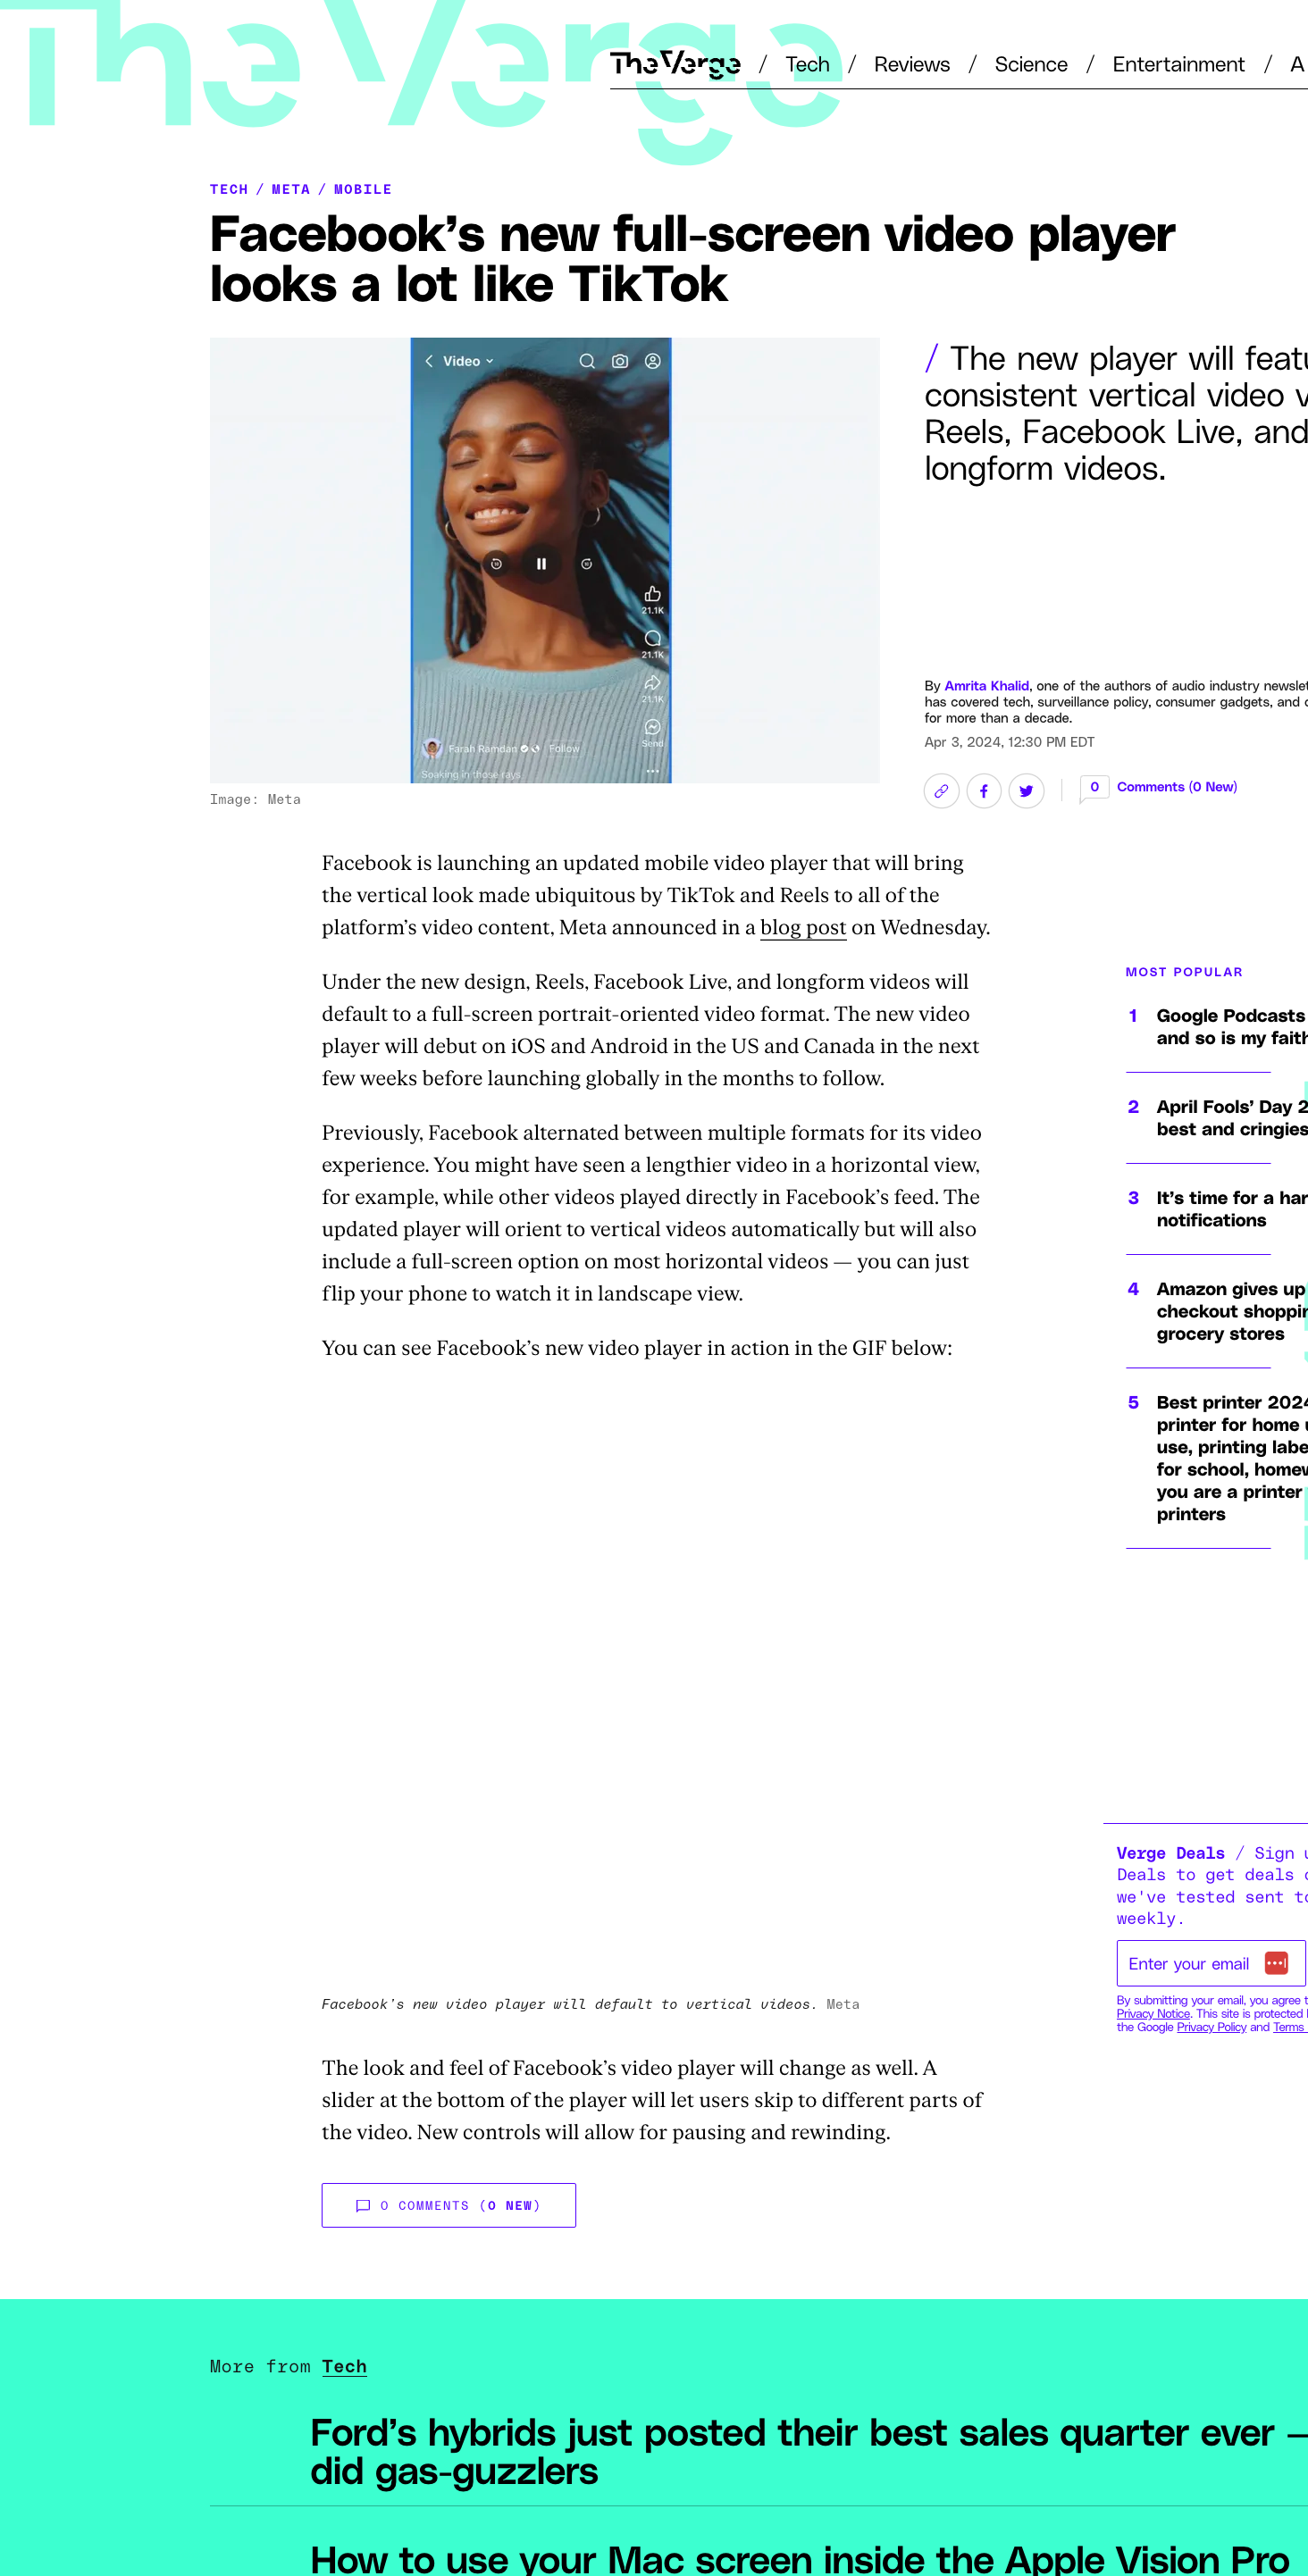 The Verge
The Verge / Tech / Reviews / Science / Entertainment / A
TECH / META / MOBILE
Facebook’s new full-screen video player
looks a lot like TikTok
Video
21.1K
21.1K
21.1K
Send
Farah Ramdan Follow
Soaking in those rays
Image: Meta
/ The new player will featu
consistent vertical video v
Reels, Facebook Live, and
longform videos.
By Amrita Khalid, one of the authors of audio industry newslet
has covered tech, surveillance policy, consumer gadgets, and
for more than a decade.
Apr 3, 2024, 12:30 PM EDT
0 Comments (0 New)
Facebook is launching an updated mobile video player that will bring
the vertical look made ubiquitous by TikTok and Reels to all of the
platform’s video content, Meta announced in a blog post on Wednesday.
Under the new design, Reels, Facebook Live, and longform videos will
default to a full-screen portrait-oriented video format. The new video
player will debut on iOS and Android in the US and Canada in the next
few weeks before launching globally in the months to follow.
Previously, Facebook alternated between multiple formats for its video
experience. You might have seen a lengthier video in a horizontal view,
for example, while other videos played directly in Facebook’s feed. The
updated player will orient to vertical videos automatically but will also
include a full-screen option on most horizontal videos — you can just
flip your phone to watch it in landscape view.
You can see Facebook’s new video player in action in the GIF below:
MOST POPULAR
1 Google Podcasts
and so is my faith
2 April Fools’ Day 2
best and cringies
3 It’s time for a har
notifications
4 Amazon gives up
checkout shoppin
grocery stores
5 Best printer 2024
printer for home u
use, printing labe
for school, homew
you are a printer
printers
Verge Deals / Sign u
Deals to get deals o
we've tested sent to
weekly.
Enter your email
By submitting your email, you agree t
Privacy Notice. This site is protected
the Google Privacy Policy and Terms
Facebook’s new video player will default to vertical videos. Meta
The look and feel of Facebook’s video player will change as well. A
slider at the bottom of the player will let users skip to different parts of
the video. New controls will allow for pausing and rewinding.
0 COMMENTS (0 NEW)
More from Tech
Ford’s hybrids just posted their best sales quarter ever —
did gas-guzzlers
How to use your Mac screen inside the Apple Vision Pro